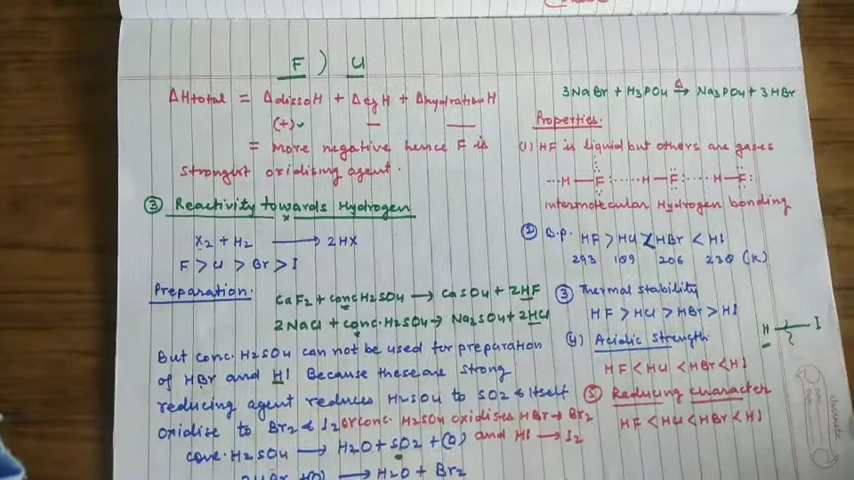 F > Cl
ΔHtotal = ΔdissoH + ΔegH + ΔhydrationH
(+)
= more negative hence F is
strongest oxidising agent.
③ Reactivity towards Hydrogen
X2 + H2 ⟶ 2HX
F > Cl > Br > I
Preparation.
CaF2 + conc H2SO4 ⟶ CaSO4 + 2HF
2NaCl + conc. H2SO4 → Na2SO4 + 2HCl
But conc. H2SO4 can not be used for preparation
of HBr and HI Because these are strong
reducing agent reduces H2SO4 to SO2 & itself
oxidise to Br2 & I2 or conc. H2SO4 oxidises HBr → Br2
and HI ⟶ I2
conc. H2SO4 ⟶ H2O + SO2 + (O)
2HBr + (O) ⟶ H2O + Br2
3NaBr + H3PO4 Δ→ Na3PO4 + 3HBr
Properties.
(1) HF is liquid but others are gases
---H—F:······H—F:·····H—F:
intermolecular Hydrogen bonding
② B.P. HF > HCl < HBr < HI
293 189 206 238 (K)
③ Thermal stability
HF > HCl > HBr > HI
H I
(4) Acidic strength
HF < HCl < HBr < HI
⑤ Reducing character
HF < HCl < HBr < HI
classmate